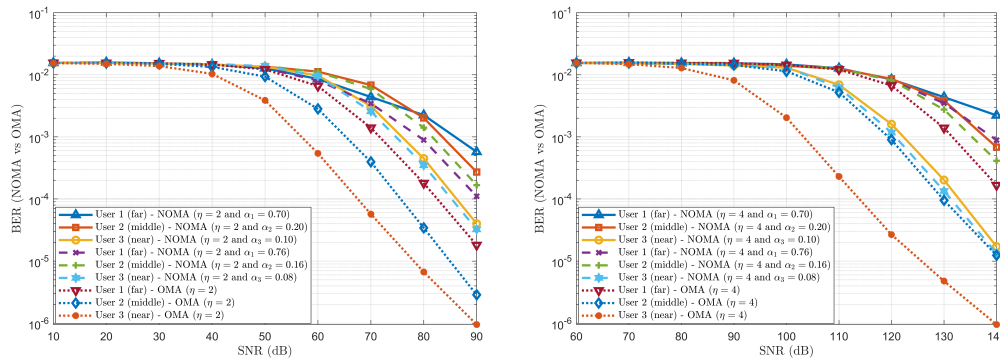 BER (NOMA vs OMA)
10^-1
10^-2
10^-3
10^-4
10^-5
10^-6
User 1 (far) - NOMA (η = 2 and α₁ = 0.70)
User 2 (middle) - NOMA (η = 2 and α₂ = 0.20)
User 3 (near) - NOMA (η = 2 and α₃ = 0.10)
User 1 (far) - NOMA (η = 2 and α₁ = 0.76)
User 2 (middle) - NOMA (η = 2 and α₂ = 0.16)
User 3 (near) - NOMA (η = 2 and α₃ = 0.08)
User 1 (far) - OMA (η = 2)
User 2 (middle) - OMA (η = 2)
User 3 (near) - OMA (η = 2)
10 20 30 40 50 60 70 80 90
SNR (dB)
BER (NOMA vs OMA)
10^-1
10^-2
10^-3
10^-4
10^-5
10^-6
User 1 (far) - NOMA (η = 4 and α₁ = 0.70)
User 2 (middle) - NOMA (η = 4 and α₂ = 0.20)
User 3 (near) - NOMA (η = 4 and α₃ = 0.10)
User 1 (far) - NOMA (η = 4 and α₁ = 0.76)
User 2 (middle) - NOMA (η = 4 and α₂ = 0.16)
User 3 (near) - NOMA (η = 4 and α₃ = 0.08)
User 1 (far) - OMA (η = 4)
User 2 (middle) - OMA (η = 4)
User 3 (near) - OMA (η = 4)
60 70 80 90 100 110 120 130
SNR (dB)